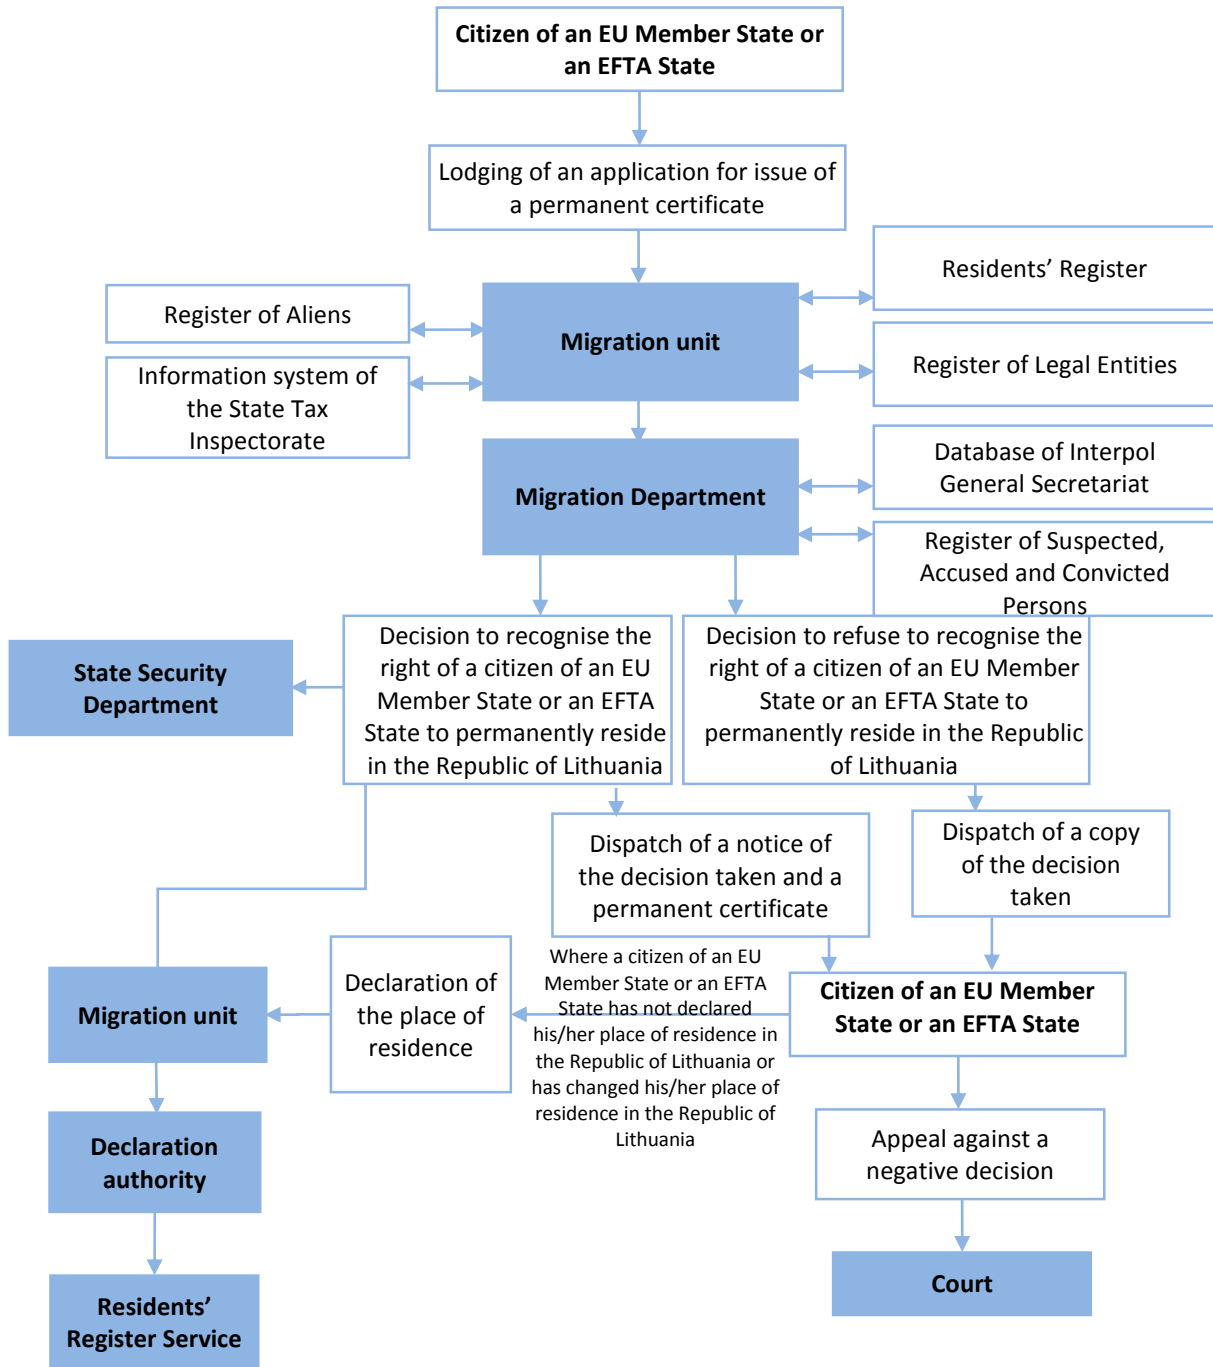 Citizen of an EU Member State or
an EFTA State
Lodging of an application for issue of
a permanent certificate
Residents’ Register
Register of Aliens
Migration unit
Register of Legal Entities
Information system of
the State Tax
Inspectorate
Database of Interpol
General Secretariat
Migration Department
Register of Suspected,
Accused and Convicted
Persons
State Security
Department
Decision to recognise the
right of a citizen of an EU
Member State or an EFTA
State to permanently reside
in the Republic of Lithuania
Decision to refuse to recognise the
right of a citizen of an EU Member
State or an EFTA State to
permanently reside in the Republic
of Lithuania
Dispatch of a notice of
the decision taken and a
permanent certificate
Dispatch of a copy
of the decision
taken
Migration unit
Declaration of
the place of
residence
Where a citizen of an EU
Member State or an EFTA
State has not declared
his/her place of residence in
the Republic of Lithuania or
has changed his/her place of
residence in the Republic of
Lithuania
Citizen of an EU Member
State or an EFTA State
Declaration
authority
Appeal against a
negative decision
Residents’
Register Service
Court